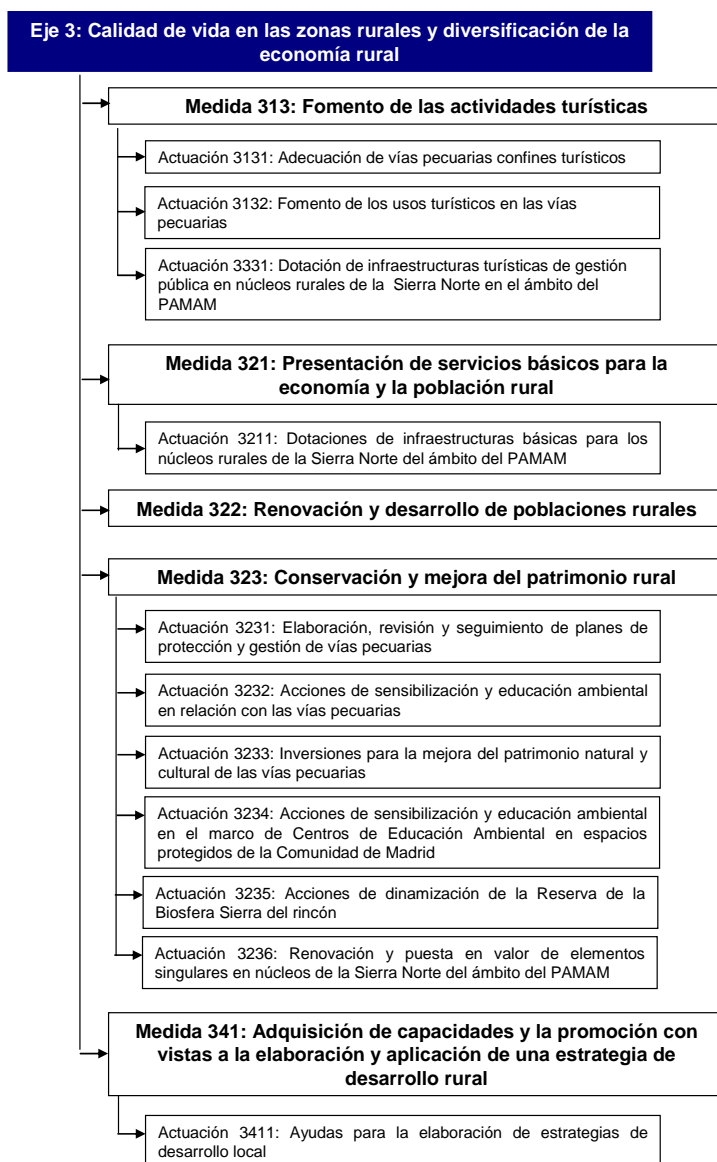 Eje 3: Calidad de vida en las zonas rurales y diversificación de la
economía rural
Medida 313: Fomento de las actividades turísticas
Actuación 3131: Adecuación de vías pecuarias confines turísticos
Actuación 3132: Fomento de los usos turísticos en las vías
pecuarias
Actuación 3331: Dotación de infraestructuras turísticas de gestión
pública en núcleos rurales de la Sierra Norte en el ámbito del
PAMAM
Medida 321: Presentación de servicios básicos para la
economía y la población rural
Actuación 3211: Dotaciones de infraestructuras básicas para los
núcleos rurales de la Sierra Norte del ámbito del PAMAM
Medida 322: Renovación y desarrollo de poblaciones rurales
Medida 323: Conservación y mejora del patrimonio rural
Actuación 3231: Elaboración, revisión y seguimiento de planes de
protección y gestión de vías pecuarias
Actuación 3232: Acciones de sensibilización y educación ambiental
en relación con las vías pecuarias
Actuación 3233: Inversiones para la mejora del patrimonio natural y
cultural de las vías pecuarias
Actuación 3234: Acciones de sensibilización y educación ambiental
en el marco de Centros de Educación Ambiental en espacios
protegidos de la Comunidad de Madrid
Actuación 3235: Acciones de dinamización de la Reserva de la
Biosfera Sierra del rincón
Actuación 3236: Renovación y puesta en valor de elementos
singulares en núcleos de la Sierra Norte del ámbito del PAMAM
Medida 341: Adquisición de capacidades y la promoción con
vistas a la elaboración y aplicación de una estrategia de
desarrollo rural
Actuación 3411: Ayudas para la elaboración de estrategias de
desarrollo local